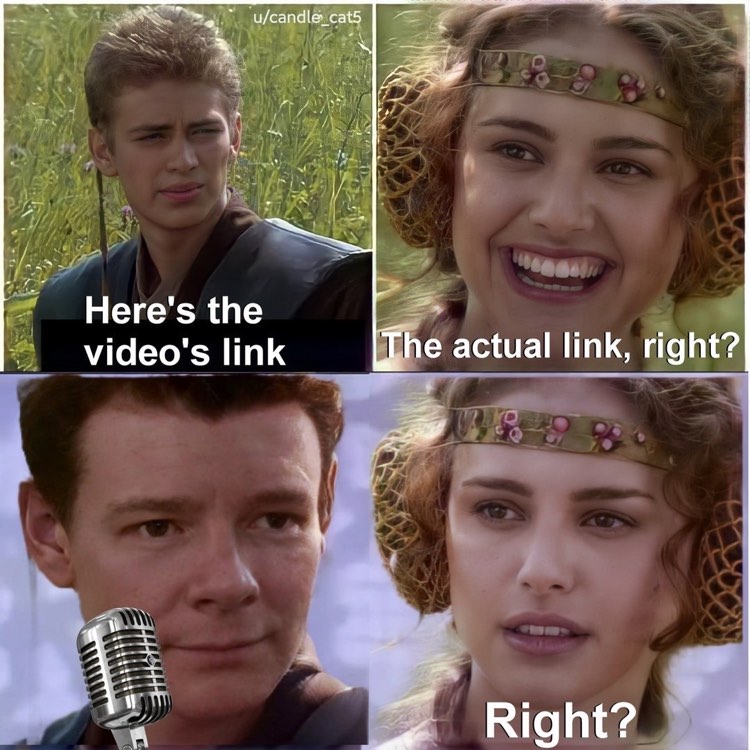 u/candle_cat5
Here's the
video's link
The actual link, right?
Right?